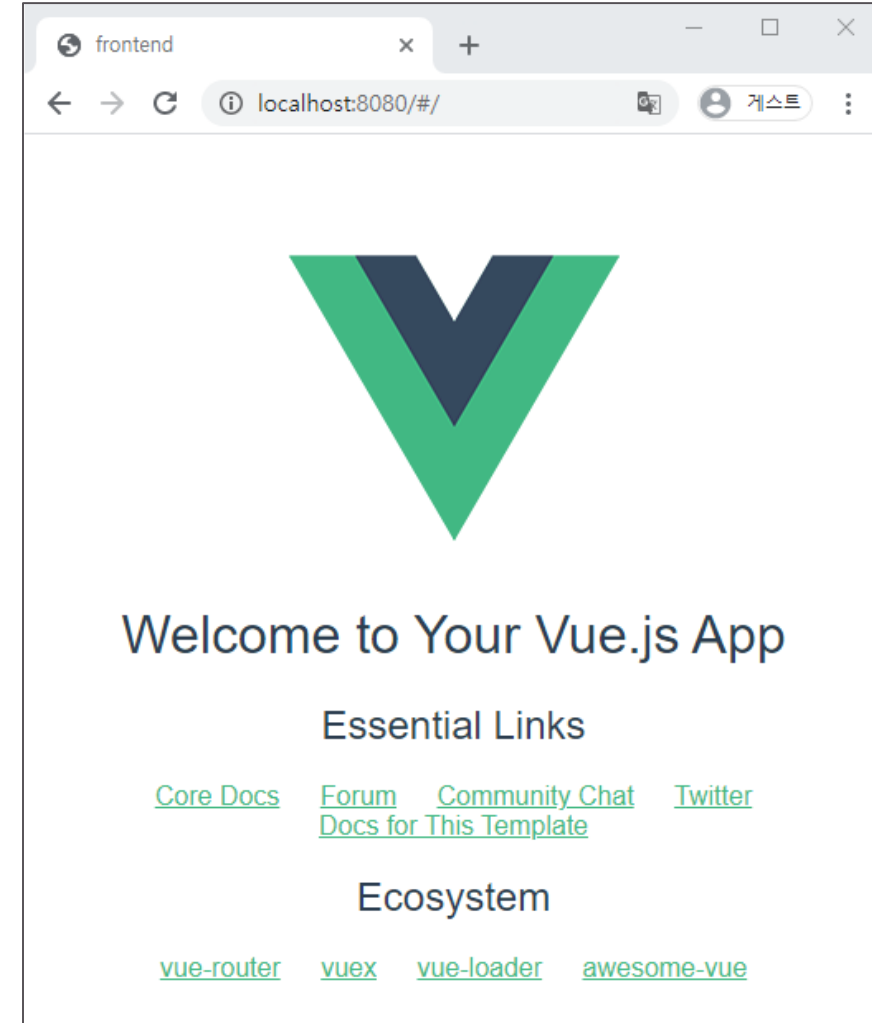 frontend
localhost:8080/#/
게스트
Welcome to Your Vue.js App
Essential Links
Core Docs Forum Community Chat Twitter
Docs for This Template
Ecosystem
vue-router vuex vue-loader awesome-vue